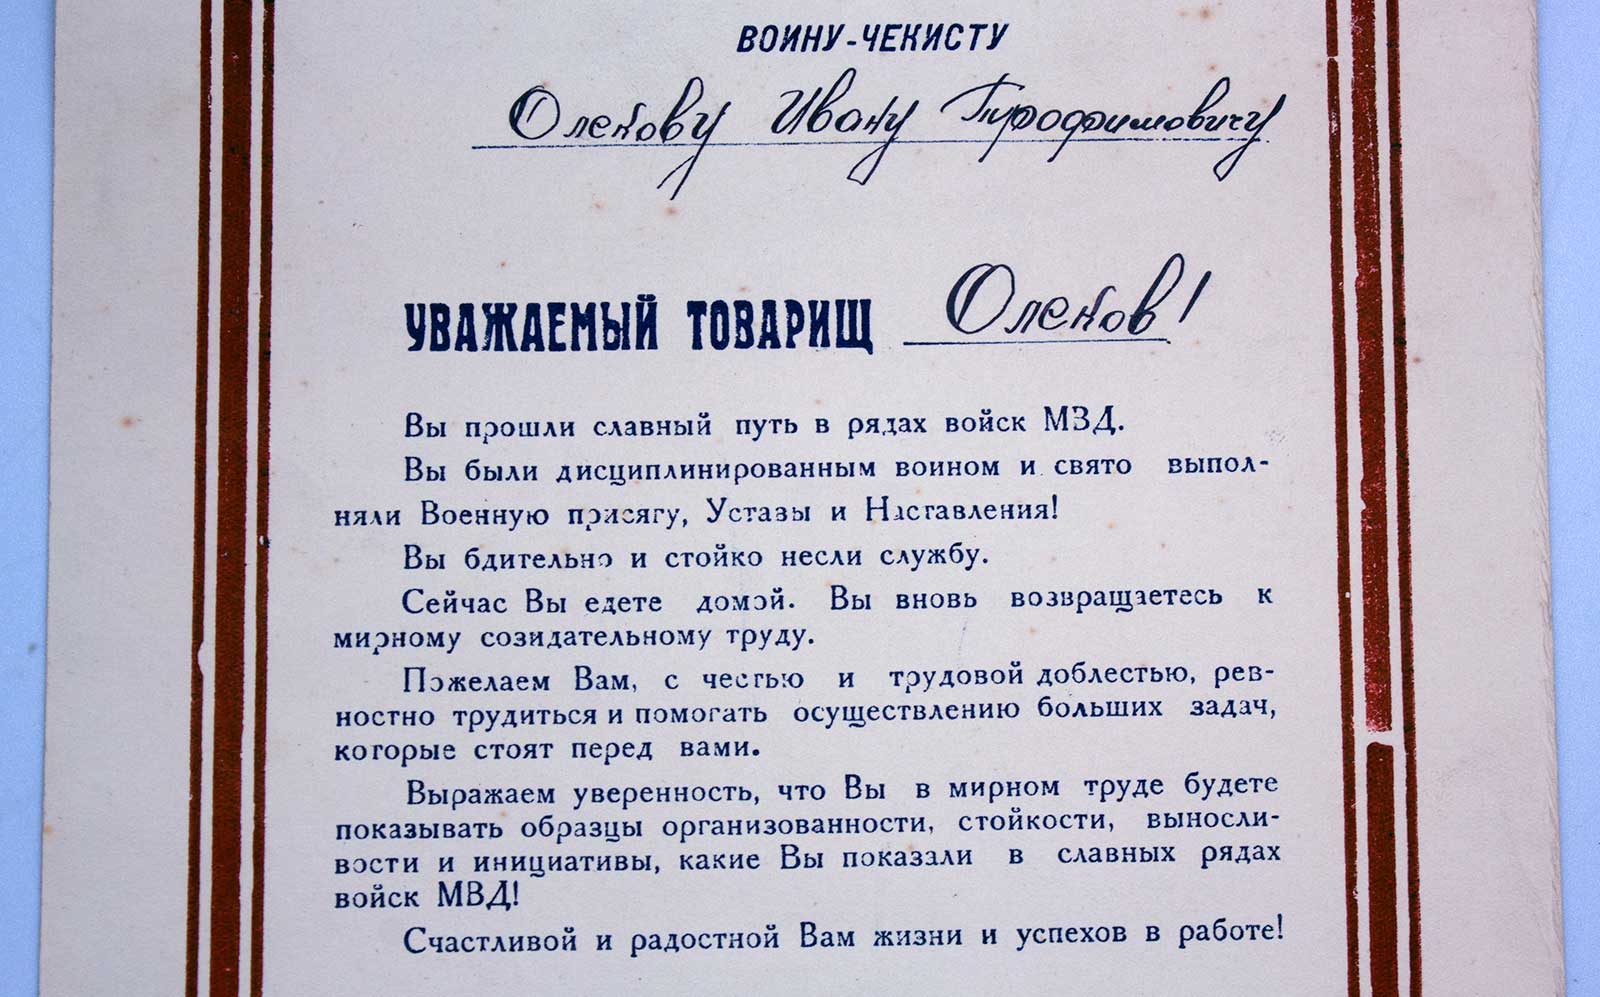 ВОИНУ-ЧЕКИСТУ
Олекову Ивану Трофимовичу
УВАЖАЕМЫЙ ТОВАРИЩ Олеков!
Вы прошли славный путь в рядах войск МВД.
Вы были дисциплинированным воином и свято выпол-
няли Военную присягу, Уставы и Наставления!
Вы бдительно и стойко несли службу.
Сейчас Вы едете домой. Вы вновь возвращаетесь к
мирному созидательному труду.
Пожелаем Вам, с честью и трудовой доблестью, рев-
ностно трудиться и помогать осуществлению больших задач,
которые стоят перед вами.
Выражаем уверенность, что Вы в мирном труде будете
показывать образцы организованности, стойкости, выносли-
вости и инициативы, какие Вы показали в славных рядах
войск МВД!
Счастливой и радостной Вам жизни и успехов в работе!